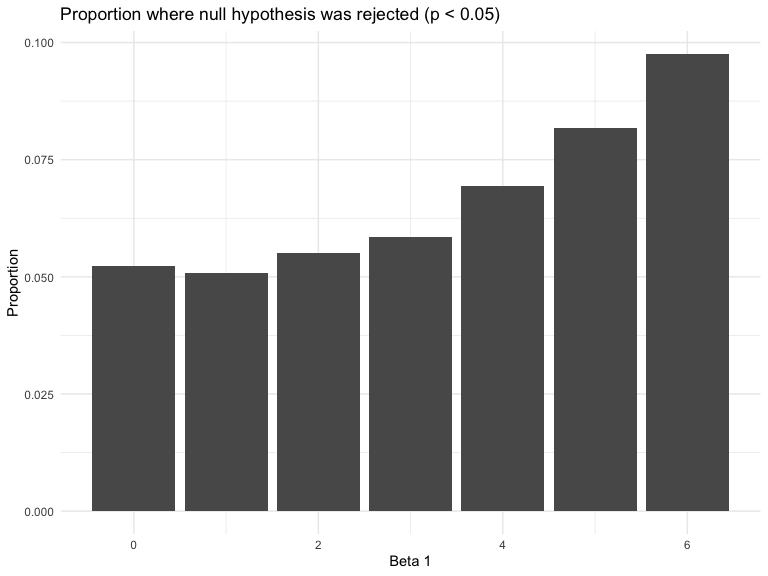 Proportion where null hypothesis was rejected (p < 0.05)
0.100
0.075
0.050
0.025
0.000
Proportion
0 2 4 6
Beta 1